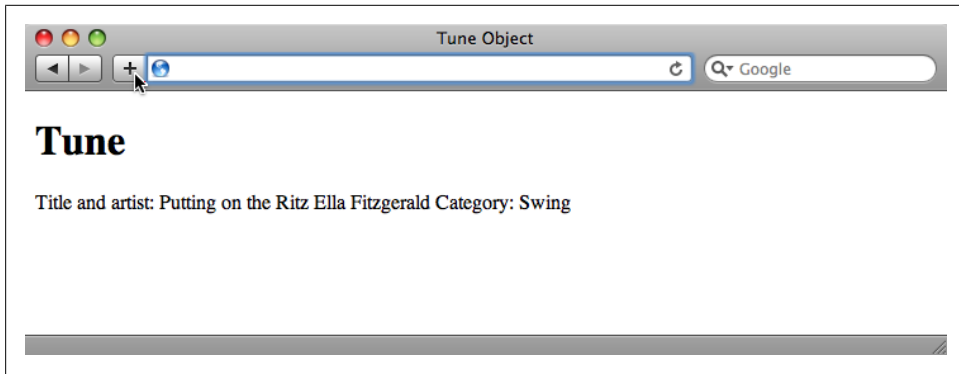 Tune Object
Google
Tune
Title and artist: Putting on the Ritz Ella Fitzgerald Category: Swing